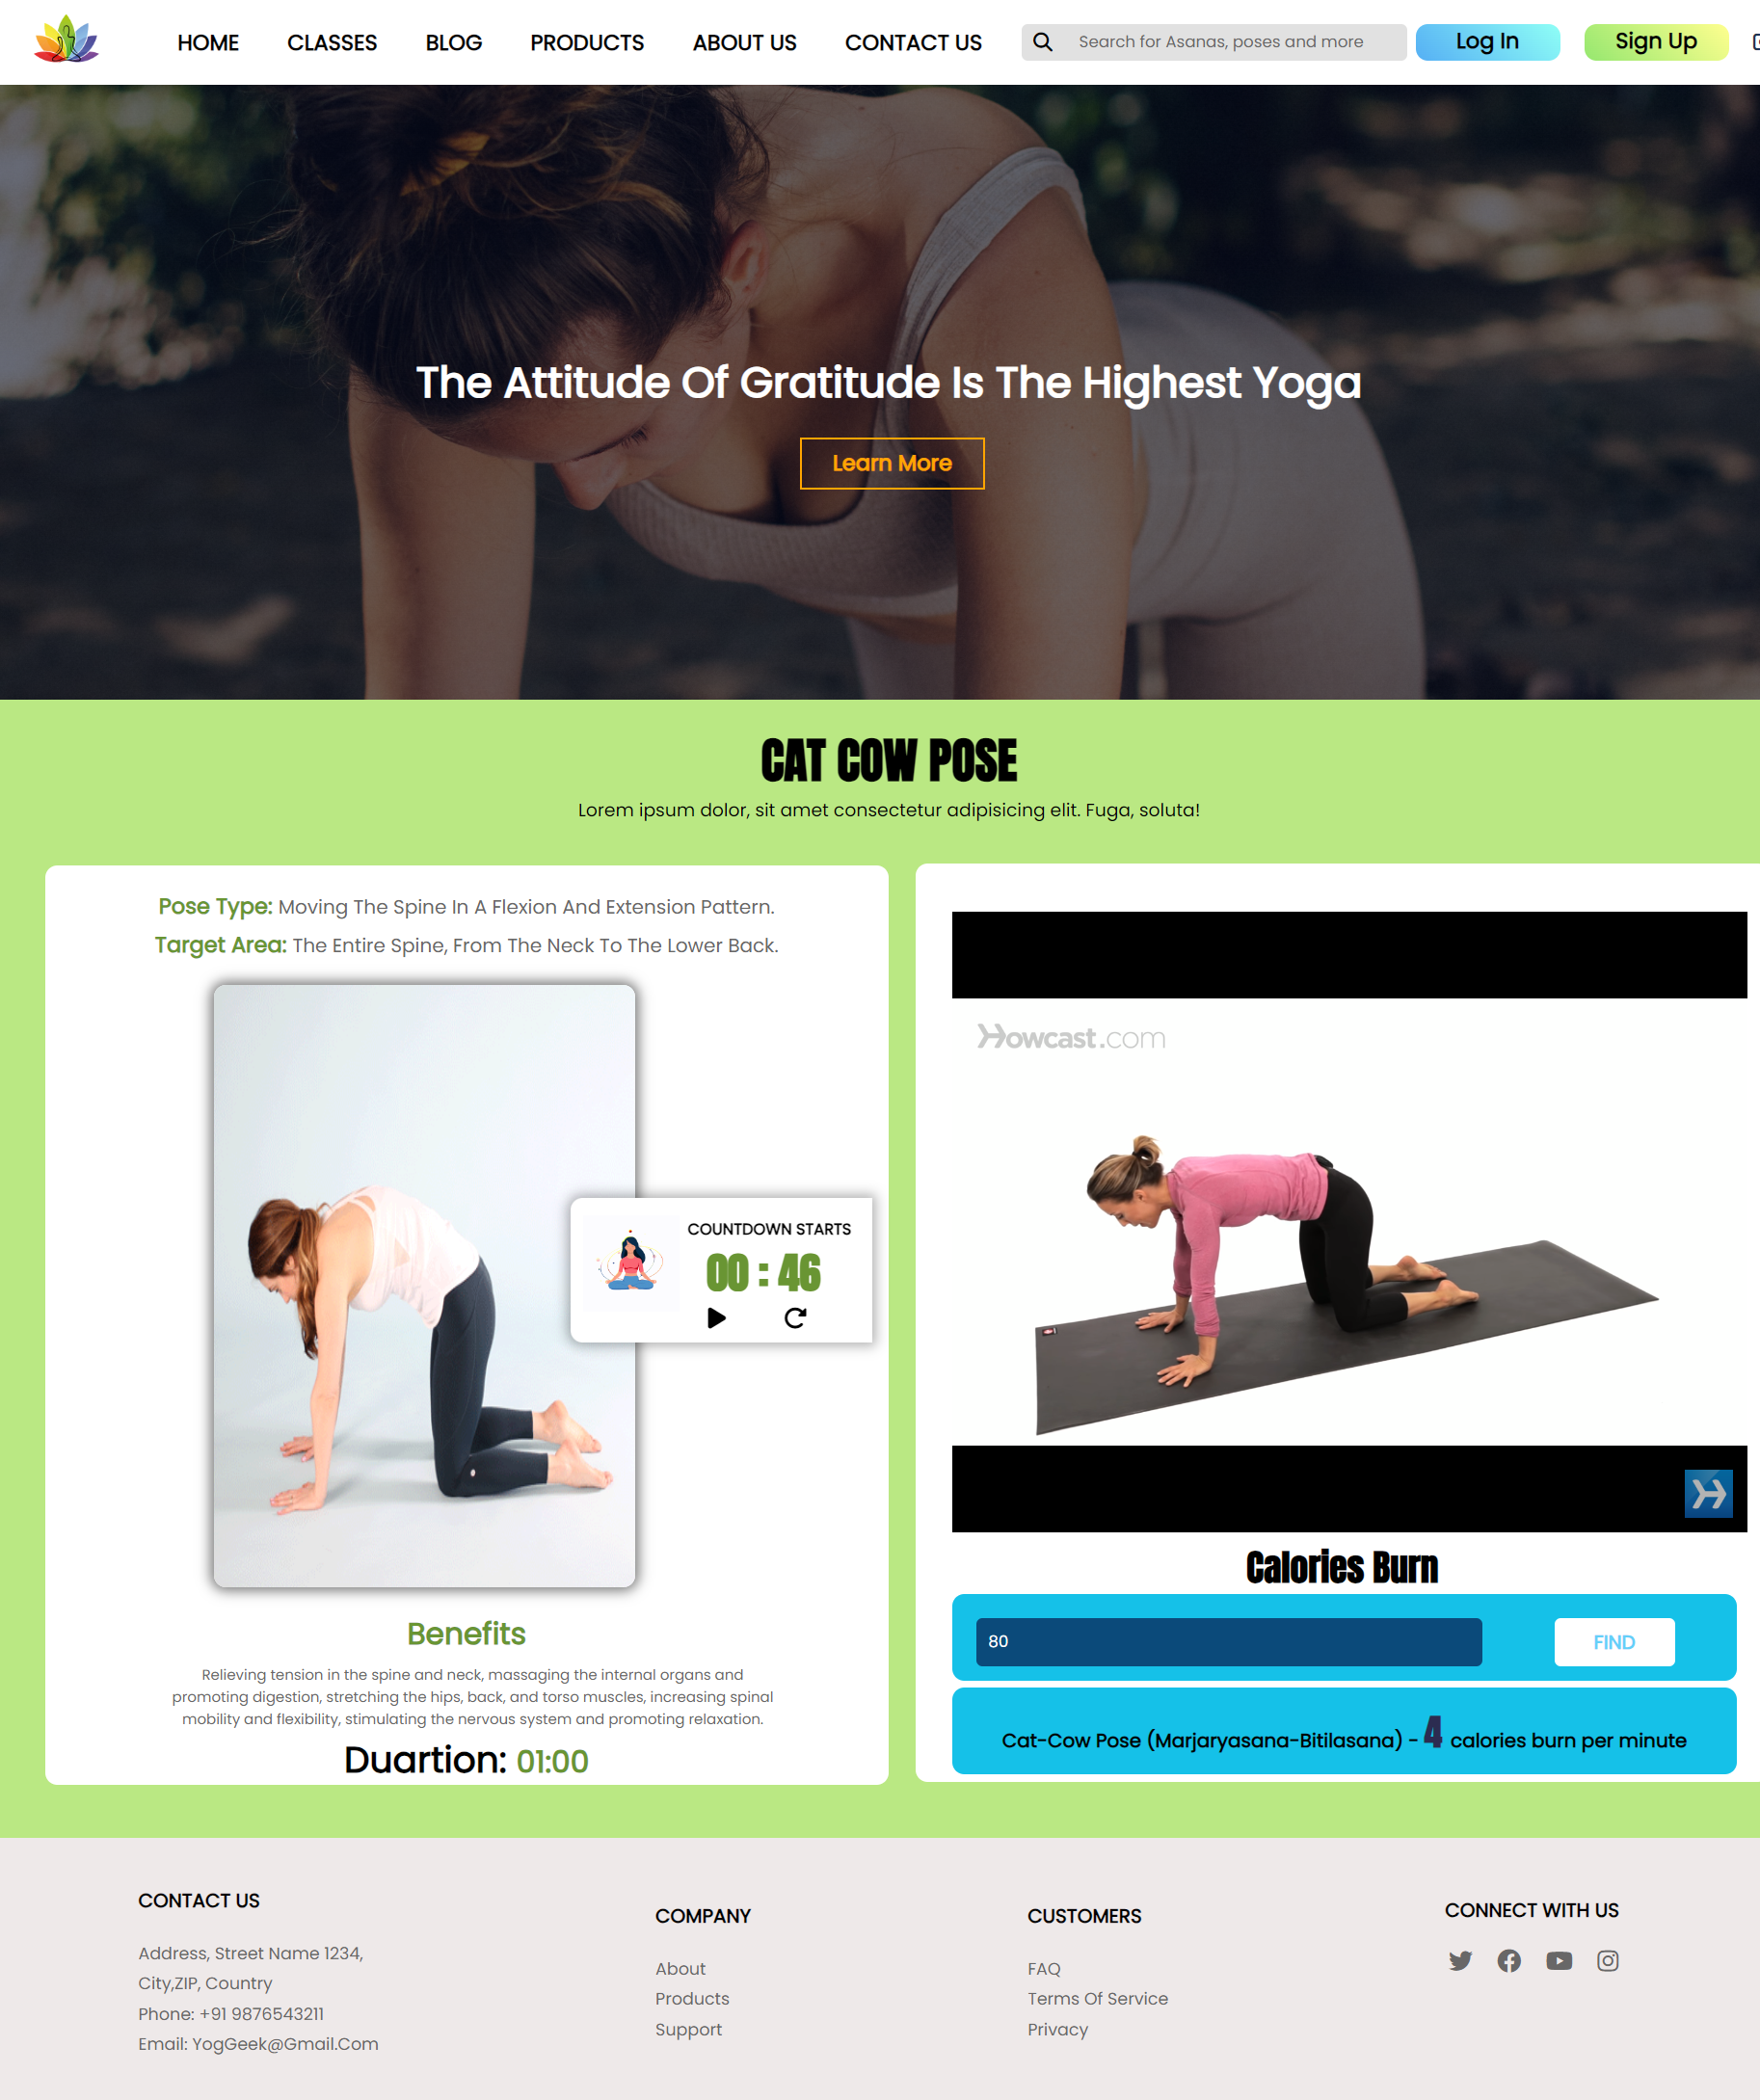 HOME CLASSES BLOG PRODUCTS ABOUT US CONTACT US Search for Asanas, poses and more Log In Sign Up
The Attitude Of Gratitude Is The Highest Yoga
Learn More
CAT COW POSE
Lorem ipsum dolor, sit amet consectetur adipisicing elit. Fuga, soluta!
Pose Type: Moving The Spine In A Flexion And Extension Pattern.
Target Area: The Entire Spine, From The Neck To The Lower Back.
COUNTDOWN STARTS
00 : 46
Benefits
Relieving tension in the spine and neck, massaging the internal organs and
promoting digestion, stretching the hips, back, and torso muscles, increasing spinal
mobility and flexibility, stimulating the nervous system and promoting relaxation.
Duartion: 01:00
Howcast.com
Calories Burn
80 FIND
Cat-Cow Pose (Marjaryasana-Bitilasana) - 4 calories burn per minute
CONTACT US
Address, Street Name 1234,
City,ZIP, Country
Phone: +91 9876543211
Email: YogGeek@Gmail.Com
COMPANY
About
Products
Support
CUSTOMERS
FAQ
Terms Of Service
Privacy
CONNECT WITH US